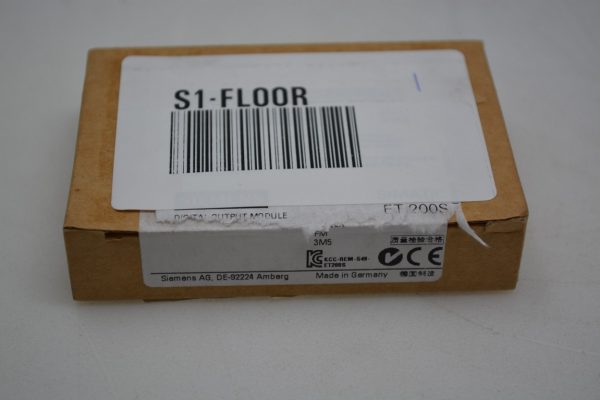 S1-FLOOR
DIGITAL OUTPUT MODULE
ET 200S
FM
3M5
KCC-REM-S49-
ET200S
Siemens AG, DE-92224 Amberg
Made in Germany
CE